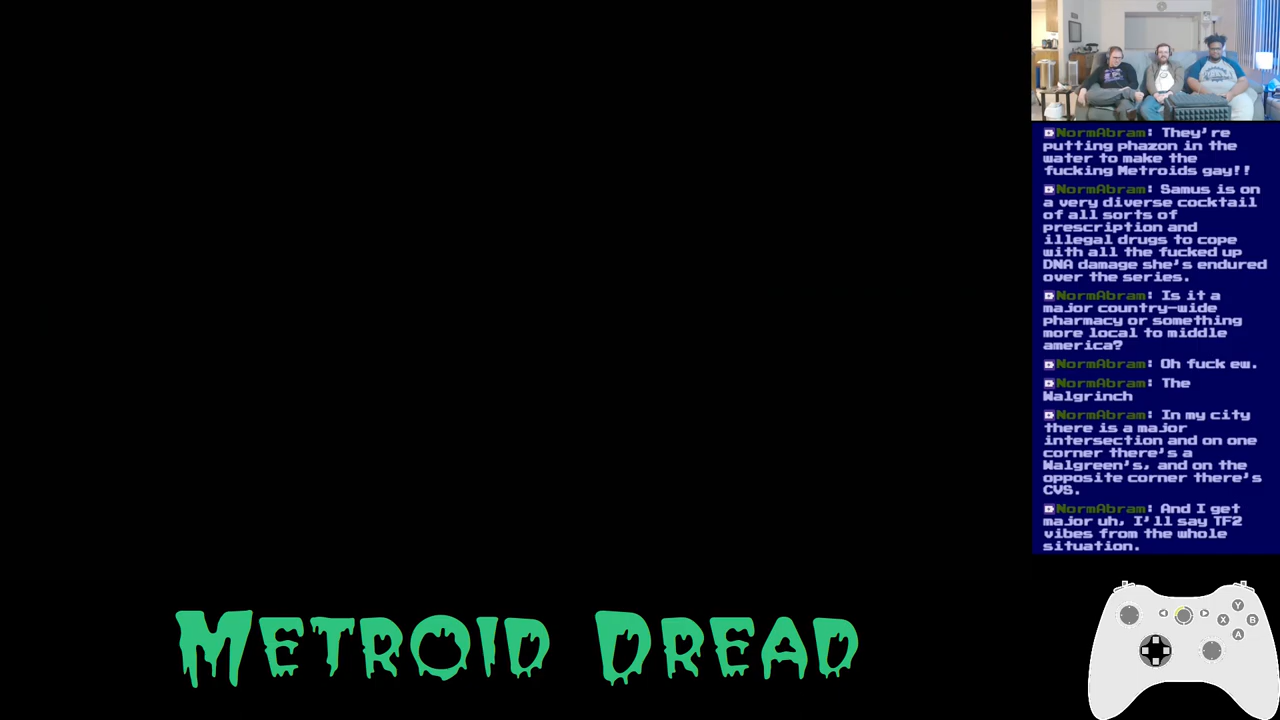 NormAbram: They're
putting phazon in the
water to make the
fucking Metroids gay!!
NormAbram: Samus is on
a very diverse cocktail
of all sorts of
prescription and
illegal drugs to cope
with all the fucked up
DNA damage she's endured
over the series.
NormAbram: Is it a
major country-wide
pharmacy or something
more local to middle
america?
NormAbram: Oh fuck ew.
NormAbram: The
Walgrinch
NormAbram: In my city
there is a major
intersection and on one
corner there's a
Walgreen's, and on the
opposite corner there's
CVS.
NormAbram: And I get
major uh, I'll say TF2
vibes from the whole
situation.
METROID DREAD
Y
X B
A